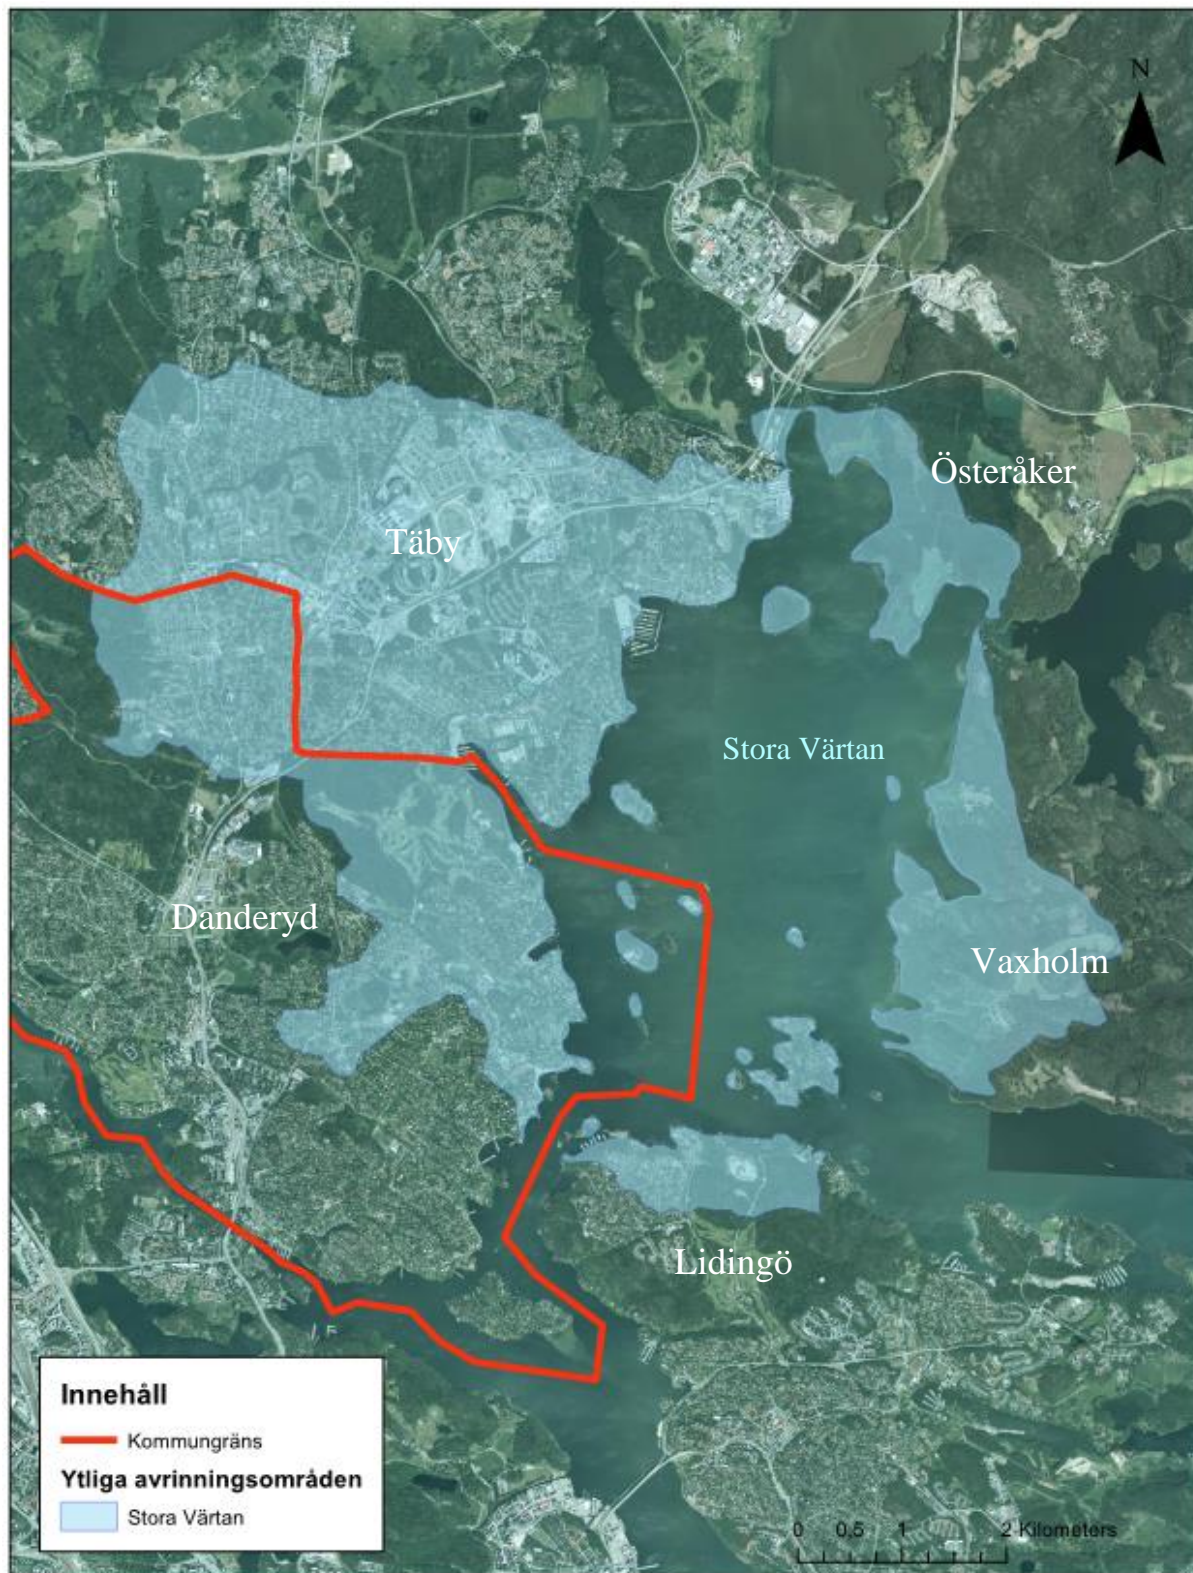 N
Österåker
Täby
Stora Värtan
Danderyd
Vaxholm
Lidingö
Innehåll
Kommungräns
Ytliga avrinningsområden
Stora Värtan
0 0,5 1 2 Kilometers